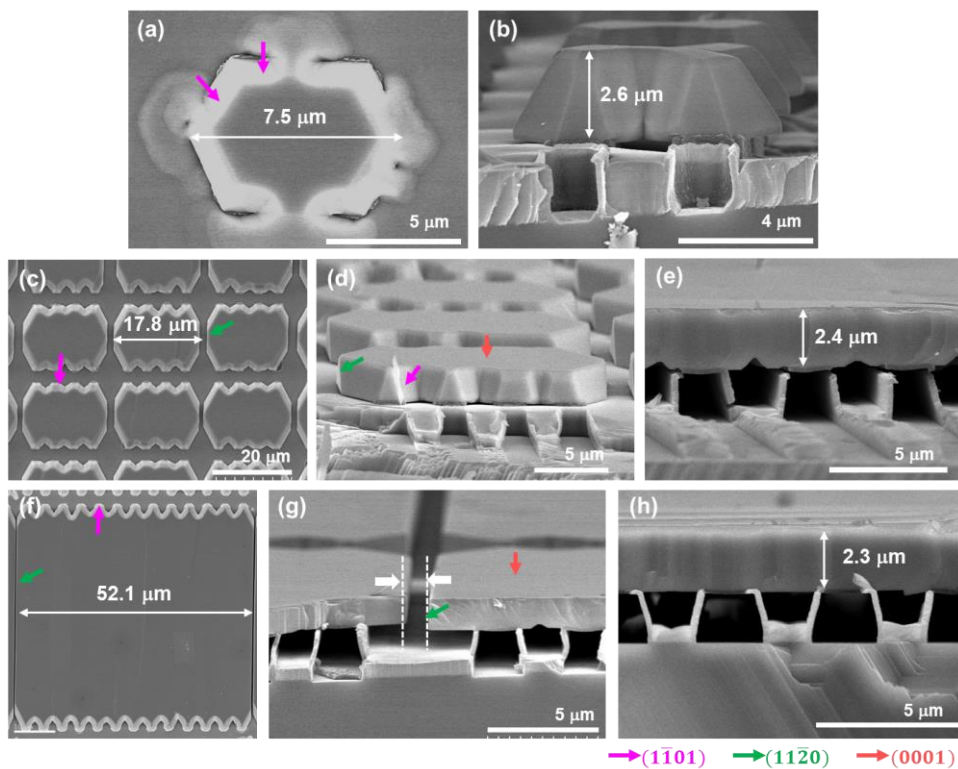 (a)
7.5 μm
5 μm
(b)
2.6 μm
4 μm
(c)
17.8 μm
20 μm
(d)
5 μm
(e)
2.4 μm
5 μm
(f)
52.1 μm
(g)
5 μm
(h)
2.3 μm
5 μm
(11̅01) (112̅0) (0001)